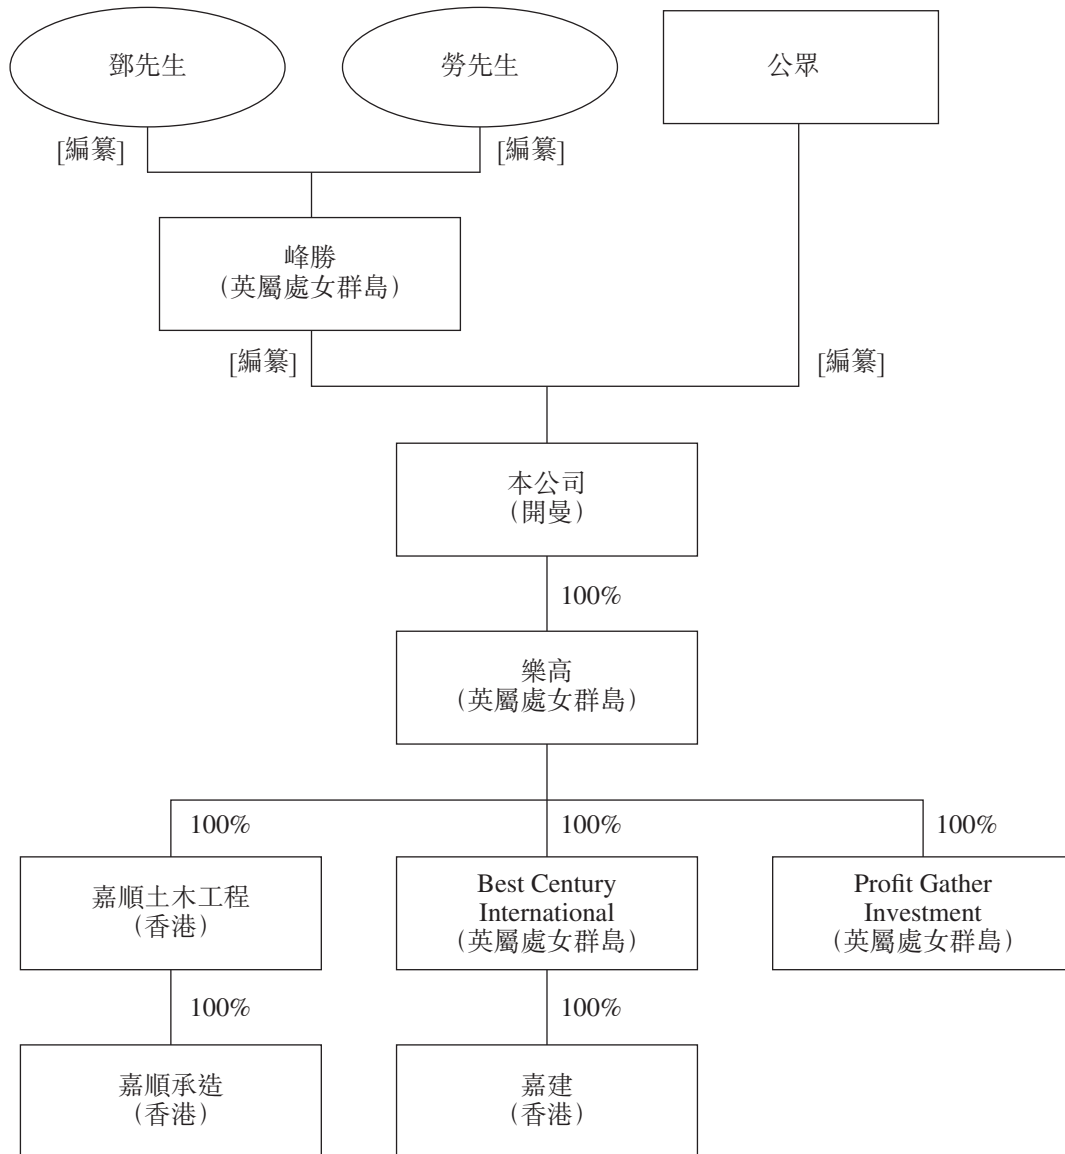 鄧先生
勞先生
公眾
[編纂]
[編纂]
峰勝
（英屬處女群島）
[編纂]
[編纂]
本公司
（開曼）
100%
樂高
（英屬處女群島）
100%
100%
100%
嘉順土木工程
（香港）
Best Century
International
（英屬處女群島）
Profit Gather
Investment
（英屬處女群島）
100%
100%
嘉順承造
（香港）
嘉建
（香港）